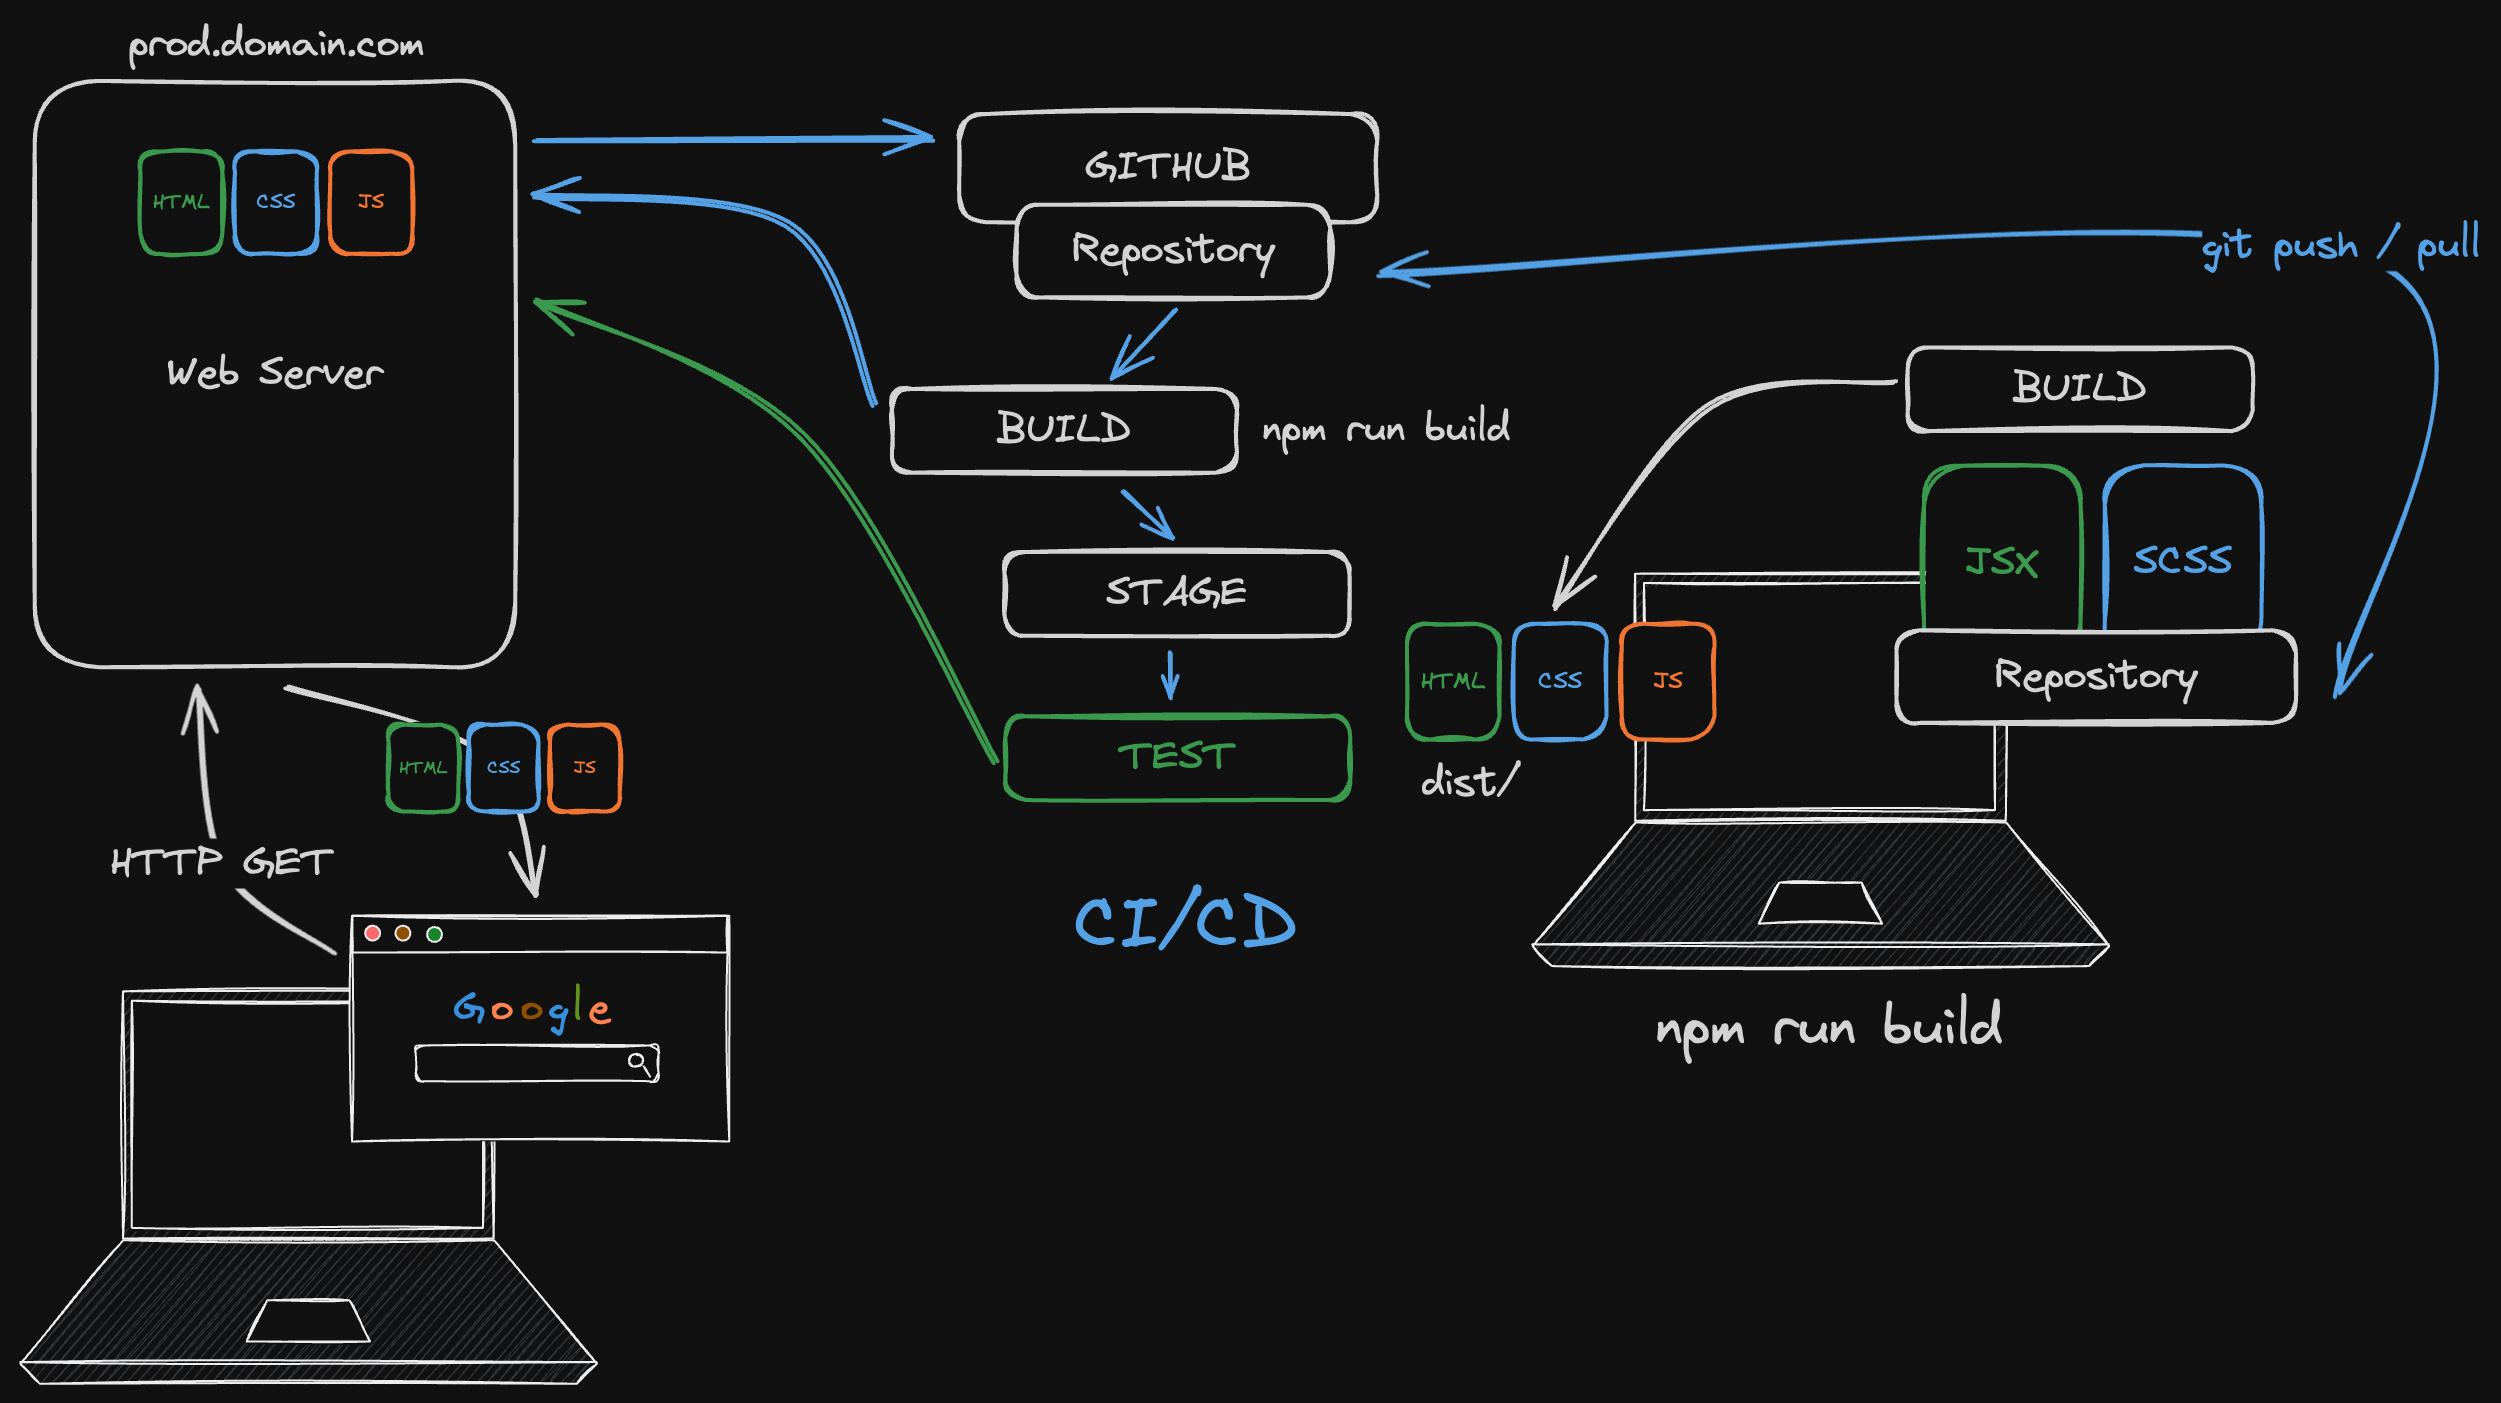 prod.domain.com
HTML CSS JS
Web Server
GITHUB
Repository
BUILD
npm run build
STAGE
TEST
CI/CD
git push / pull
BUILD
JSX SCSS
Repository
HTML CSS JS
dist/
npm run build
HTML CSS JS
HTTP GET
Google